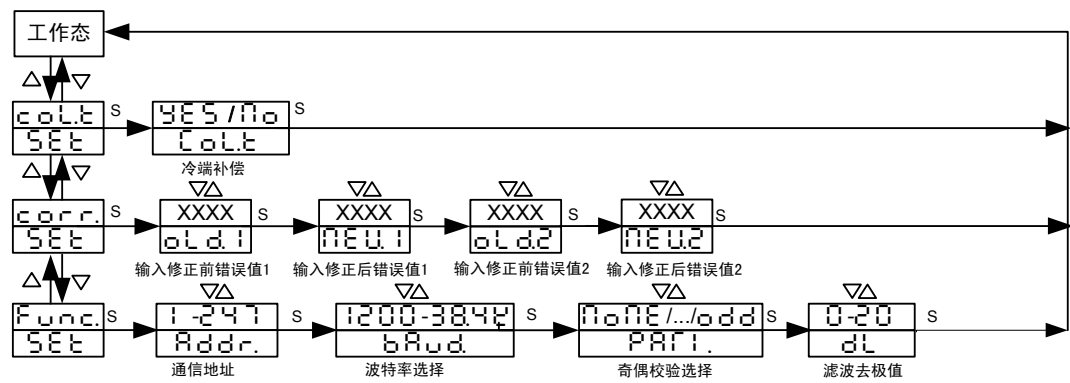 工作态
coL.t S YES/No S
SEt CoL.t
冷端补偿
corr. S XXXX S XXXX S XXXX S XXXX S
SEt oLd.1 NEU.1 oLd.2 NEU.2
输入修正前错误值1 输入修正后错误值1 输入修正前错误值2 输入修正后错误值2
Func. S 1-247 S 1200-38.4K S NoNE/.../odd S 0-20 S
SEt Addr. bAud. PAri. dL
通信地址 波特率选择 奇偶校验选择 滤波去极值